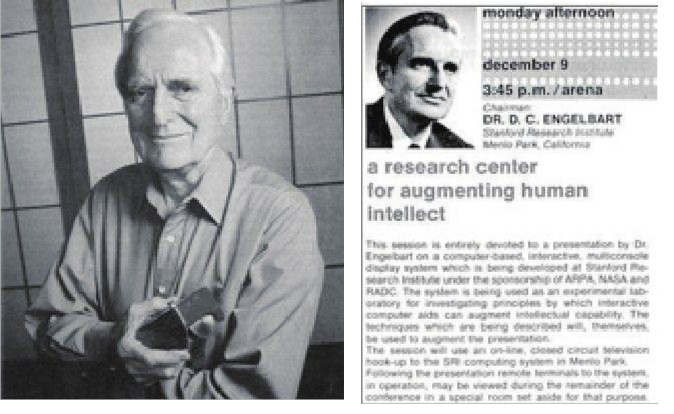 monday afternoon
december 9
3:45 p.m. / arena
Chairman:
DR. D. C. ENGELBART
Stanford Research Institute
Menlo Park, California
a research center
for augmenting human
intellect
This session is entirely devoted to a presentation by Dr.
Engelbart on a computer-based, interactive, multiconsole
display system which is being developed at Stanford Re-
search Institute under the sponsorship of ARPA, NASA and
RADC. The system is being used as an experimental lab-
oratory for investigating principles by which interactive
computer aids can augment intellectual capability. The
techniques which are being described will, themselves,
be used to augment the presentation.
The session will use an on-line, closed circuit television
hook-up to the SRI computing system in Menlo Park.
Following the presentation remote terminals to the system,
in operation, may be viewed during the remainder of the
conference in a special room set aside for that purpose.